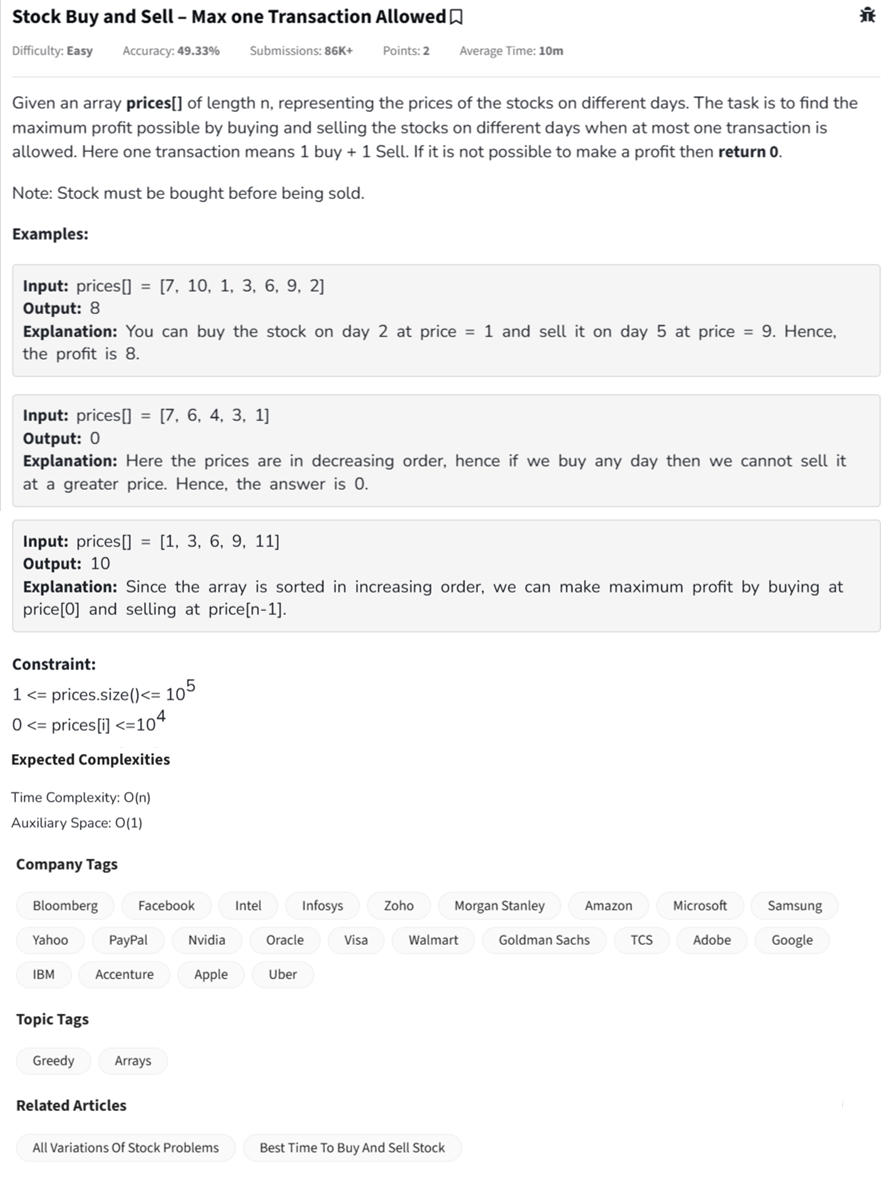 Stock Buy and Sell – Max one Transaction Allowed
Difficulty: Easy Accuracy: 49.33% Submissions: 86K+ Points: 2 Average Time: 10m
Given an array prices[] of length n, representing the prices of the stocks on different days. The task is to find the
maximum profit possible by buying and selling the stocks on different days when at most one transaction is
allowed. Here one transaction means 1 buy + 1 Sell. If it is not possible to make a profit then return 0.
Note: Stock must be bought before being sold.
Examples:
Input: prices[] = [7, 10, 1, 3, 6, 9, 2]
Output: 8
Explanation: You can buy the stock on day 2 at price = 1 and sell it on day 5 at price = 9. Hence,
the profit is 8.
Input: prices[] = [7, 6, 4, 3, 1]
Output: 0
Explanation: Here the prices are in decreasing order, hence if we buy any day then we cannot sell it
at a greater price. Hence, the answer is 0.
Input: prices[] = [1, 3, 6, 9, 11]
Output: 10
Explanation: Since the array is sorted in increasing order, we can make maximum profit by buying at
price[0] and selling at price[n-1].
Constraint:
1 <= prices.size()<= 10^5
0 <= prices[i] <=10^4
Expected Complexities
Time Complexity: O(n)
Auxiliary Space: O(1)
Company Tags
Bloomberg Facebook Intel Infosys Zoho Morgan Stanley Amazon Microsoft Samsung
Yahoo PayPal Nvidia Oracle Visa Walmart Goldman Sachs TCS Adobe Google
IBM Accenture Apple Uber
Topic Tags
Greedy Arrays
Related Articles
All Variations Of Stock Problems Best Time To Buy And Sell Stock